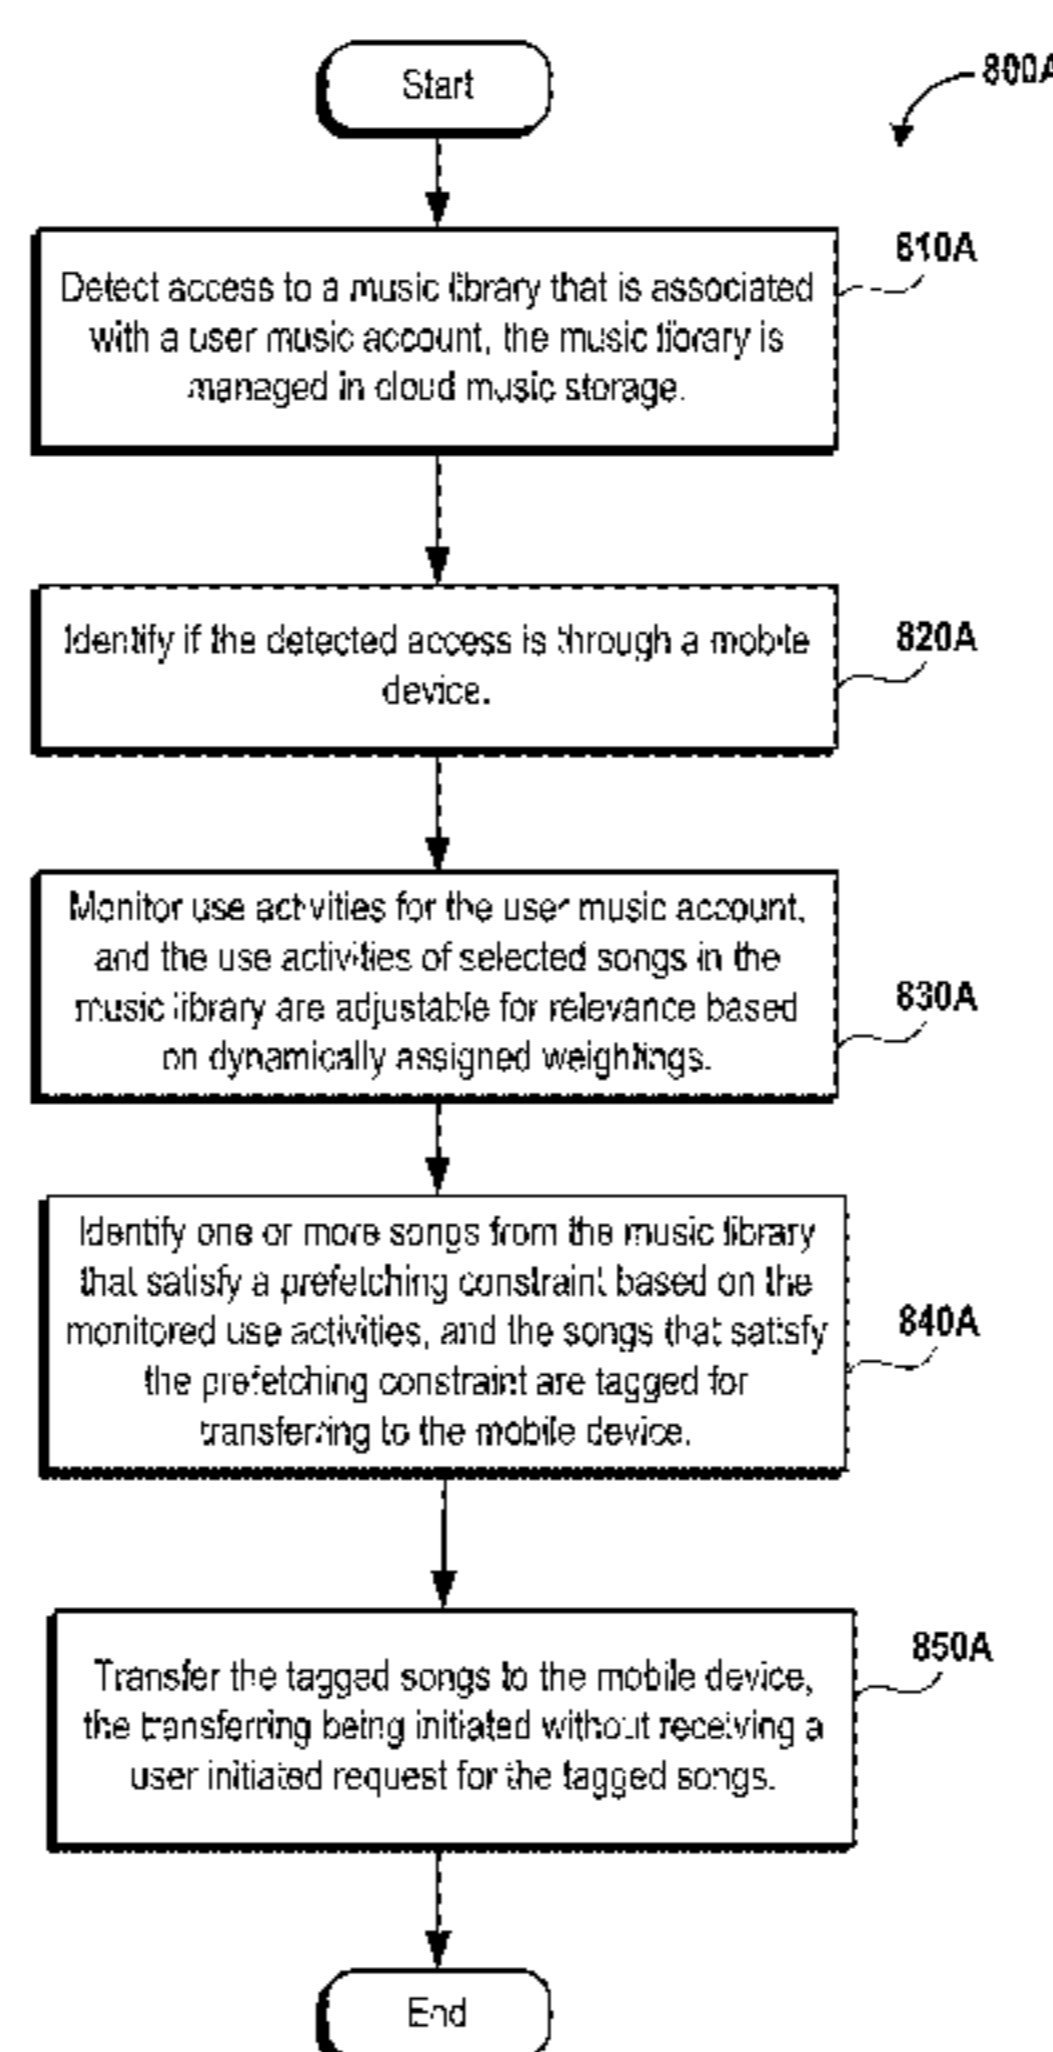 Start
800A
Detect access to a music library that is associated
with a user music account, the music library is
managed in cloud music storage.
810A
Identify if the detected access is through a mobile
device.
820A
Monitor use activities for the user music account,
and the use activities of selected songs in the
music library are adjustable for relevance based
on dynamically assigned weightings.
830A
Identify one or more songs from the music library
that satisfy a prefetching constraint based on the
monitored use activities, and the songs that satisfy
the prefetching constraint are tagged for
transferring to the mobile device.
840A
Transfer the tagged songs to the mobile device,
the transferring being initiated without receiving a
user initiated request for the tagged songs.
850A
End